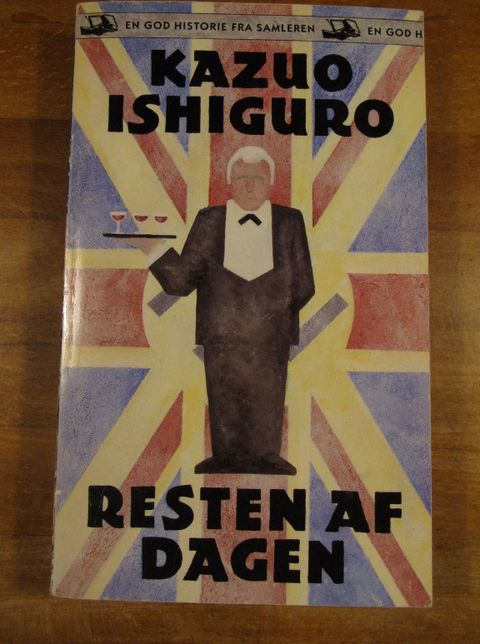 EN GOD HISTORIE FRA SAMLEREN EN GOD H
KAZUO
ISHIGURO
RESTEN AF
DAGEN